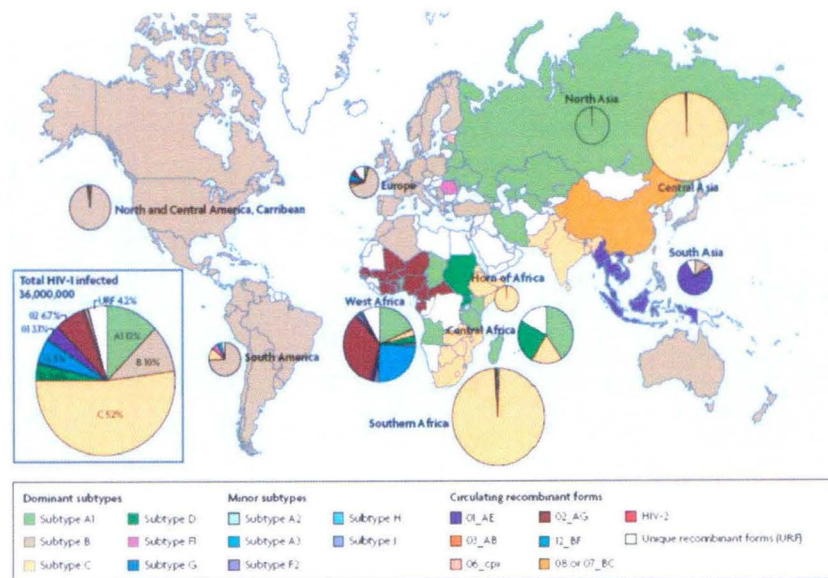 North Asia
Europe
Central Asia
North and Central America, Carribean
South Asia
Total HIV-1 infected
36,000,000
Horn of Africa
URF 4.2%
West Africa
02 6.7%
01 3.1%
A1 12%
Central Africa
B 10%
South America
C 52%
Southern Africa
Dominant subtypes
Minor subtypes
Circulating recombinant forms
Subtype A1
Subtype D
Subtype A2
Subtype H
01_AE
02_AG
HIV-2
Subtype B
Subtype F1
Subtype A3
Subtype J
03_AB
12_BF
Unique recombinant forms (URF)
Subtype C
Subtype G
Subtype F2
06_cpx
08 or 07_BC